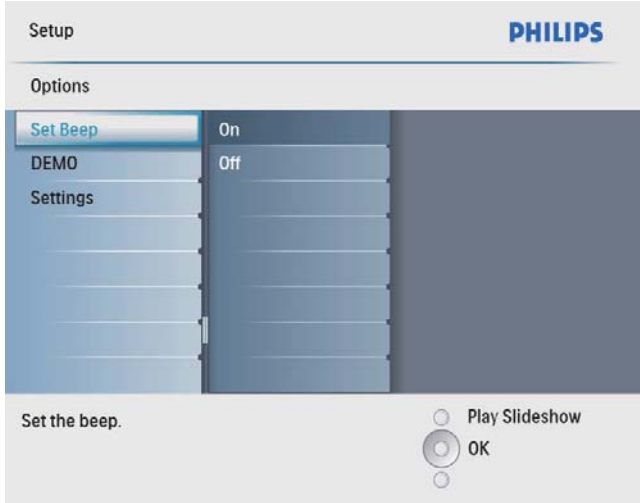 Setup PHILIPS
Options
Set Beep On
DEMO Off
Settings
Set the beep. Play Slideshow
OK